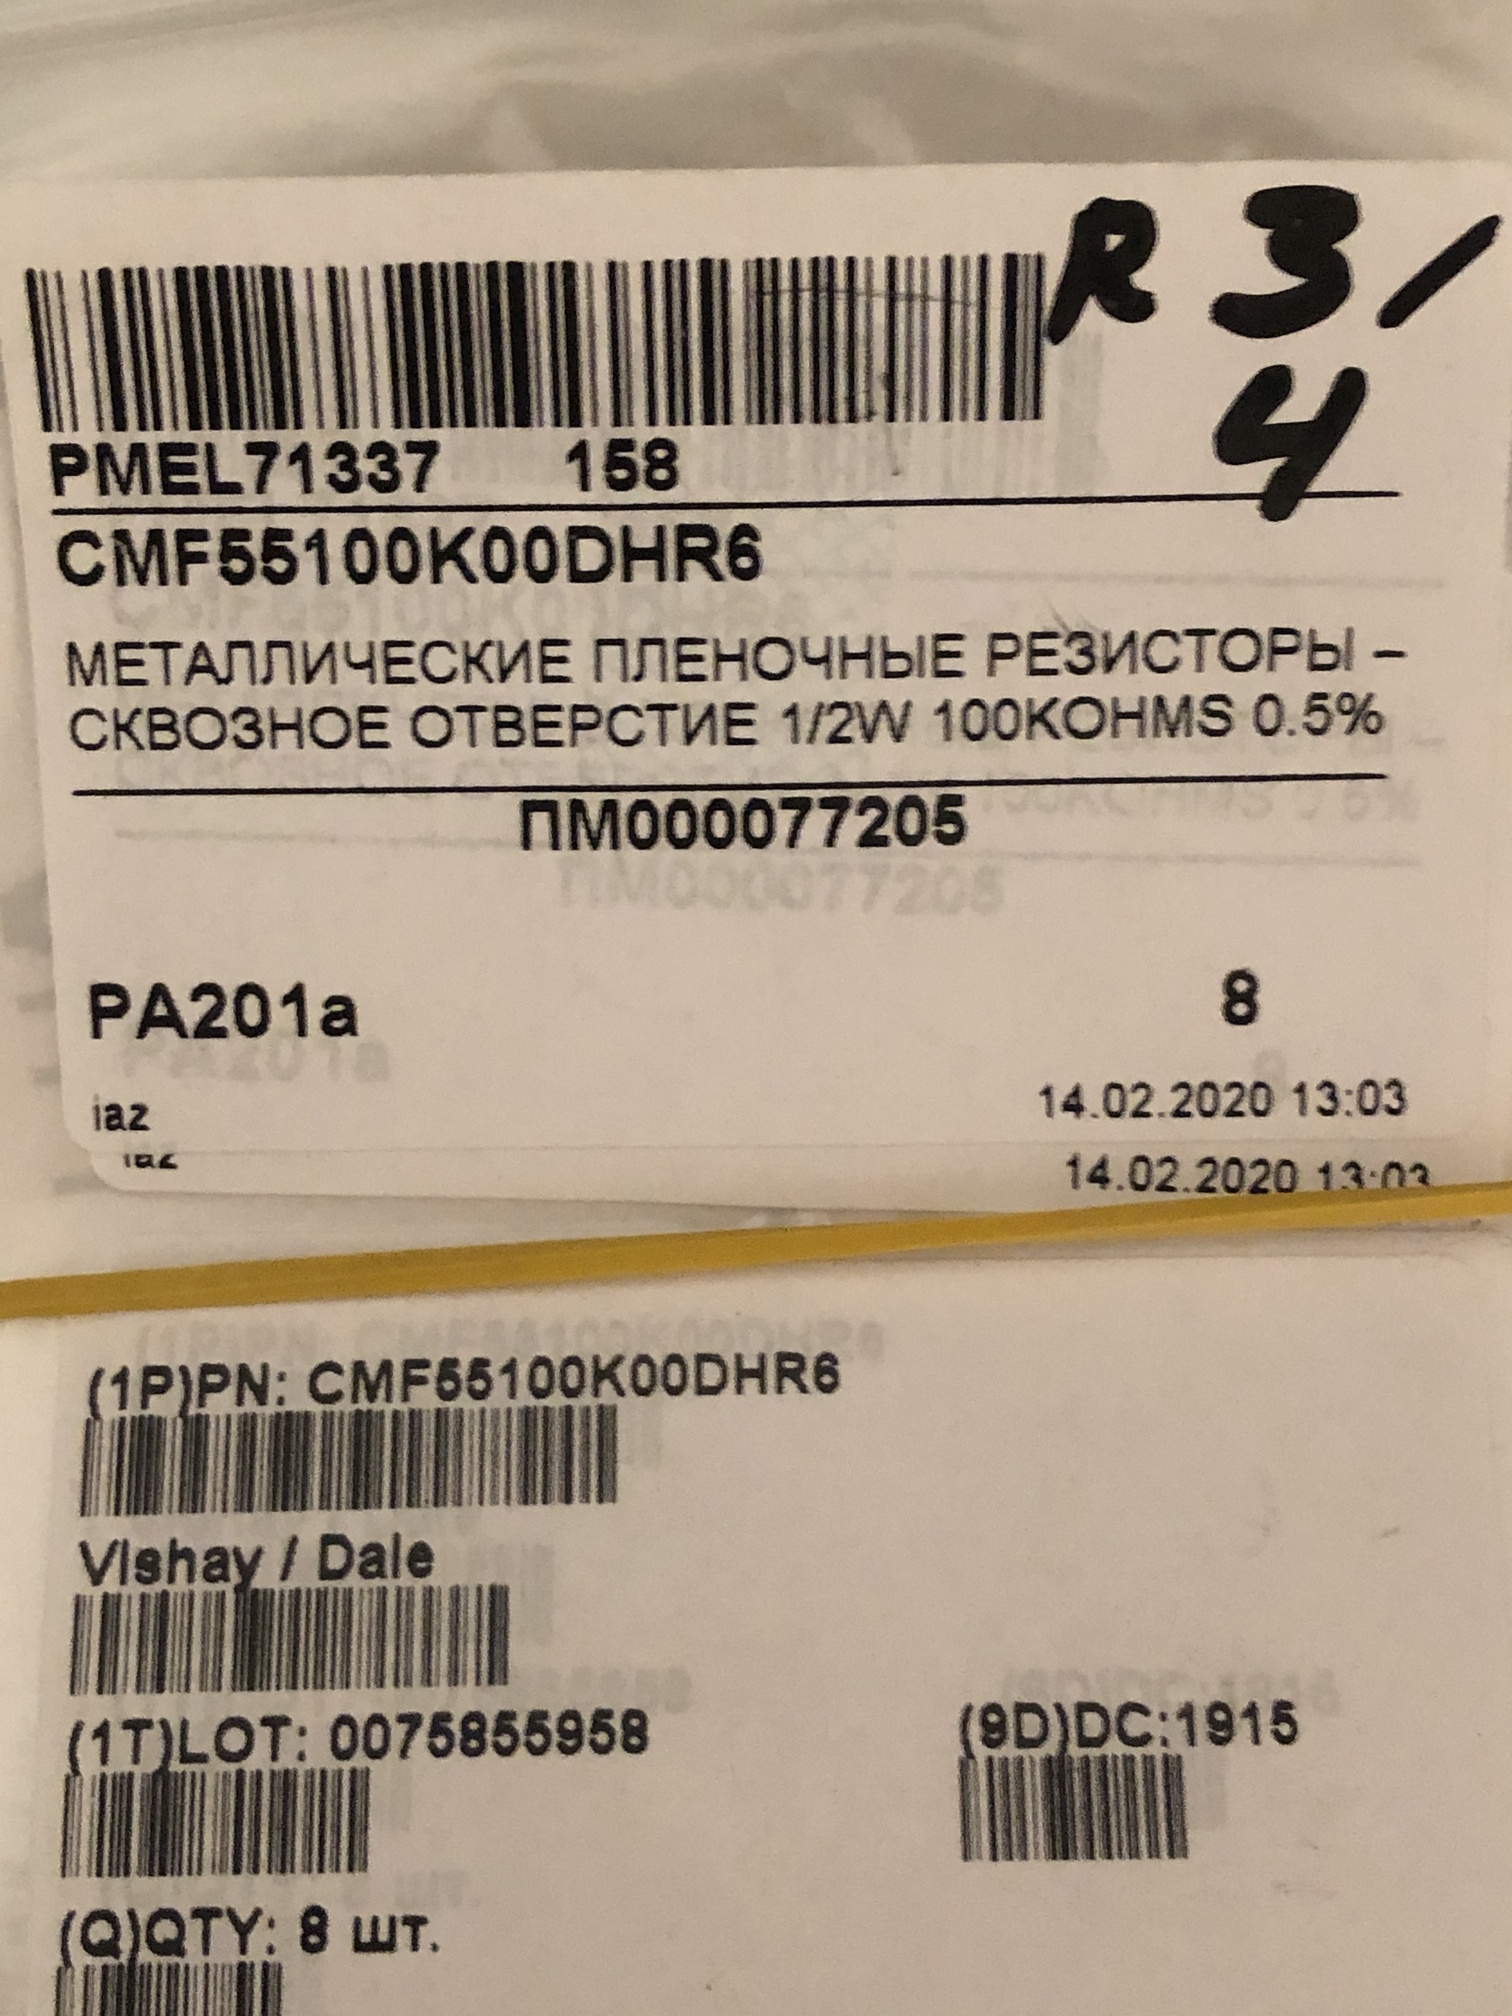 R 3/
4
PMEL71337 158
CMF55100K00DHR6
МЕТАЛЛИЧЕСКИЕ ПЛЕНОЧНЫЕ РЕЗИСТОРЫ –
СКВОЗНОЕ ОТВЕРСТИЕ 1/2W 100KOHMS 0.5%
ПМ000077205
PA201a 8
iaz 14.02.2020 13:03
iaz 14.02.2020 13:03
(1P)PN: CMF55100K00DHR6
Vishay / Dale
(1T)LOT: 0075855958 (9D)DC:1915
(Q)QTY: 8 шт.